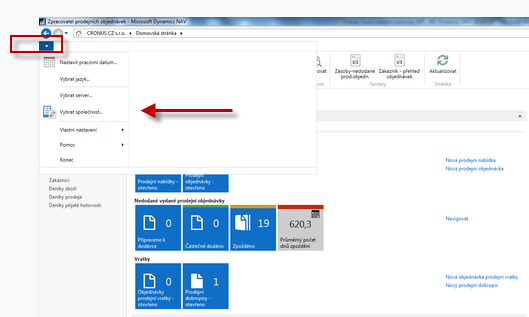 Zpracovatel prodejních objednávek - Microsoft Dynamics NAV
CRONUS CZ s.r.o. ▸ Domovská stránka ▸
Nastavit pracovní datum...
Vybrat jazyk...
Vybrat server...
Vybrat společnost...
Vlastní nastavení
Pomoc
Konec
Zásoby-nedodané
prod.objedn.
Zákazník - přehled
objednávek
Aktualizovat
Sestavy
Stránka
Zákazníci
Deníky zboží
Deníky prodeje
Deníky přijaté hotovosti
Prodejní nabídky -
otevřeno
Prodejní
objednávky -
otevřeno
Nová prodejní nabídka
Nová prodejní objednávka
Nedodané vydané prodejní objednávky
0
Připraveno k
dodávce
0
Částečně dodáno
19
Zpožděno
620,3
Průměrný počet
dnů zpoždění
Navigovat
Vratky
0
Objednávky
prodejní vratky -
otevřeno
1
Prodejní
dobropisy -
otevřeno
Nová objednávka prodejní vratky
Nový prodejní dobropis